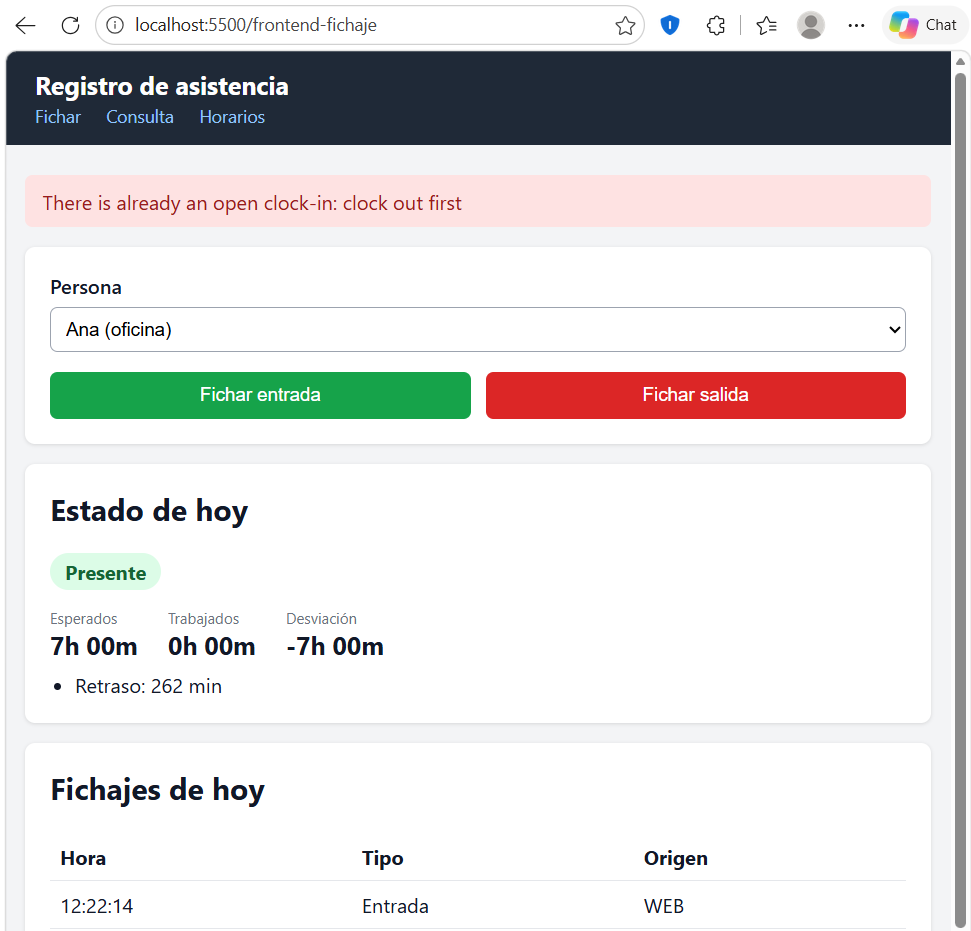 localhost:5500/frontend-fichaje
Chat
Registro de asistencia
Fichar Consulta Horarios
There is already an open clock-in: clock out first
Persona
Ana (oficina)
Fichar entrada Fichar salida
Estado de hoy
Presente
Esperados Trabajados Desviación
7h 00m 0h 00m -7h 00m
• Retraso: 262 min
Fichajes de hoy
Hora Tipo Origen
12:22:14 Entrada WEB